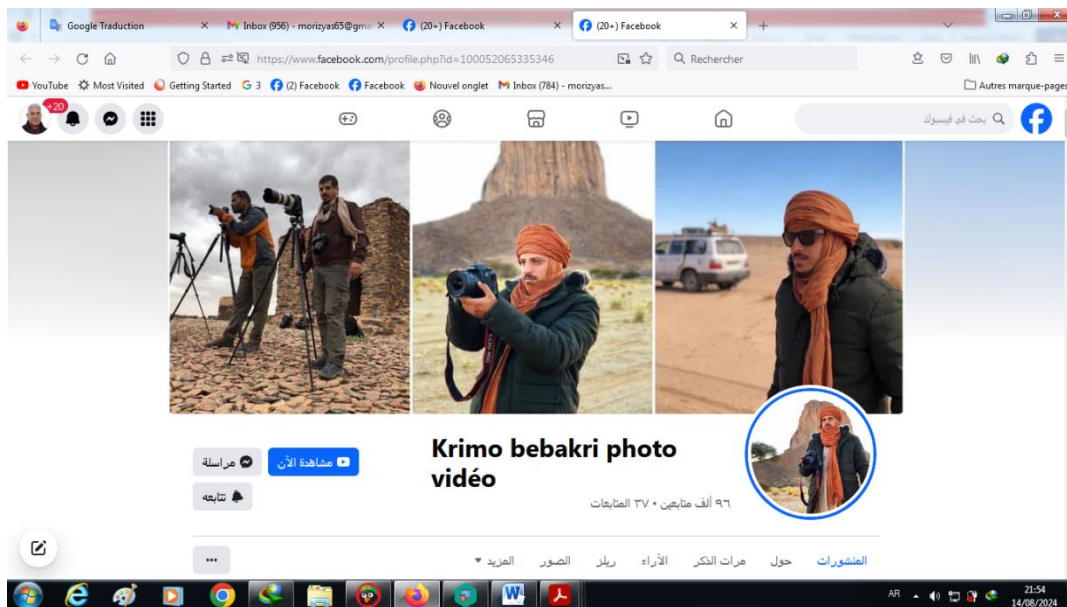 Google Traduction
Inbox (956) - morizyas65@gma
(20+) Facebook
(20+) Facebook
https://www.facebook.com/profile.php?id=100052065335346
Rechercher
YouTube
Most Visited
Getting Started
G 3
(2) Facebook
Facebook
Nouvel onglet
Inbox (784) - morizyas...
Autres marque-pages
+20
بحث في فيسبوك
Krimo bebakri photo
vidéo
٩٦ ألف متابعين • ٣٧ المتابعات
مشاهدة الآن
مراسلة
تتابعه
المنشورات
حول
مرات الذكر
الآراء
ريلز
الصور
المزيد
AR
21:54
14/08/2024